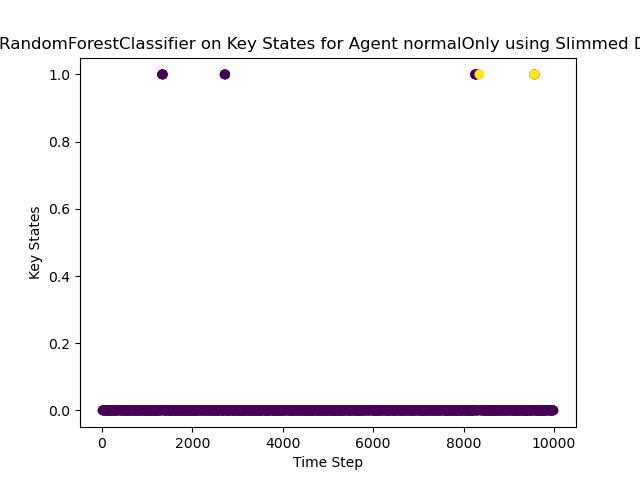 RandomForestClassifier on Key States for Agent normalOnly using Slimmed
1.0
0.8
0.6
0.4
0.2
0.0
Key States
0 2000 4000 6000 8000 10000
Time Step